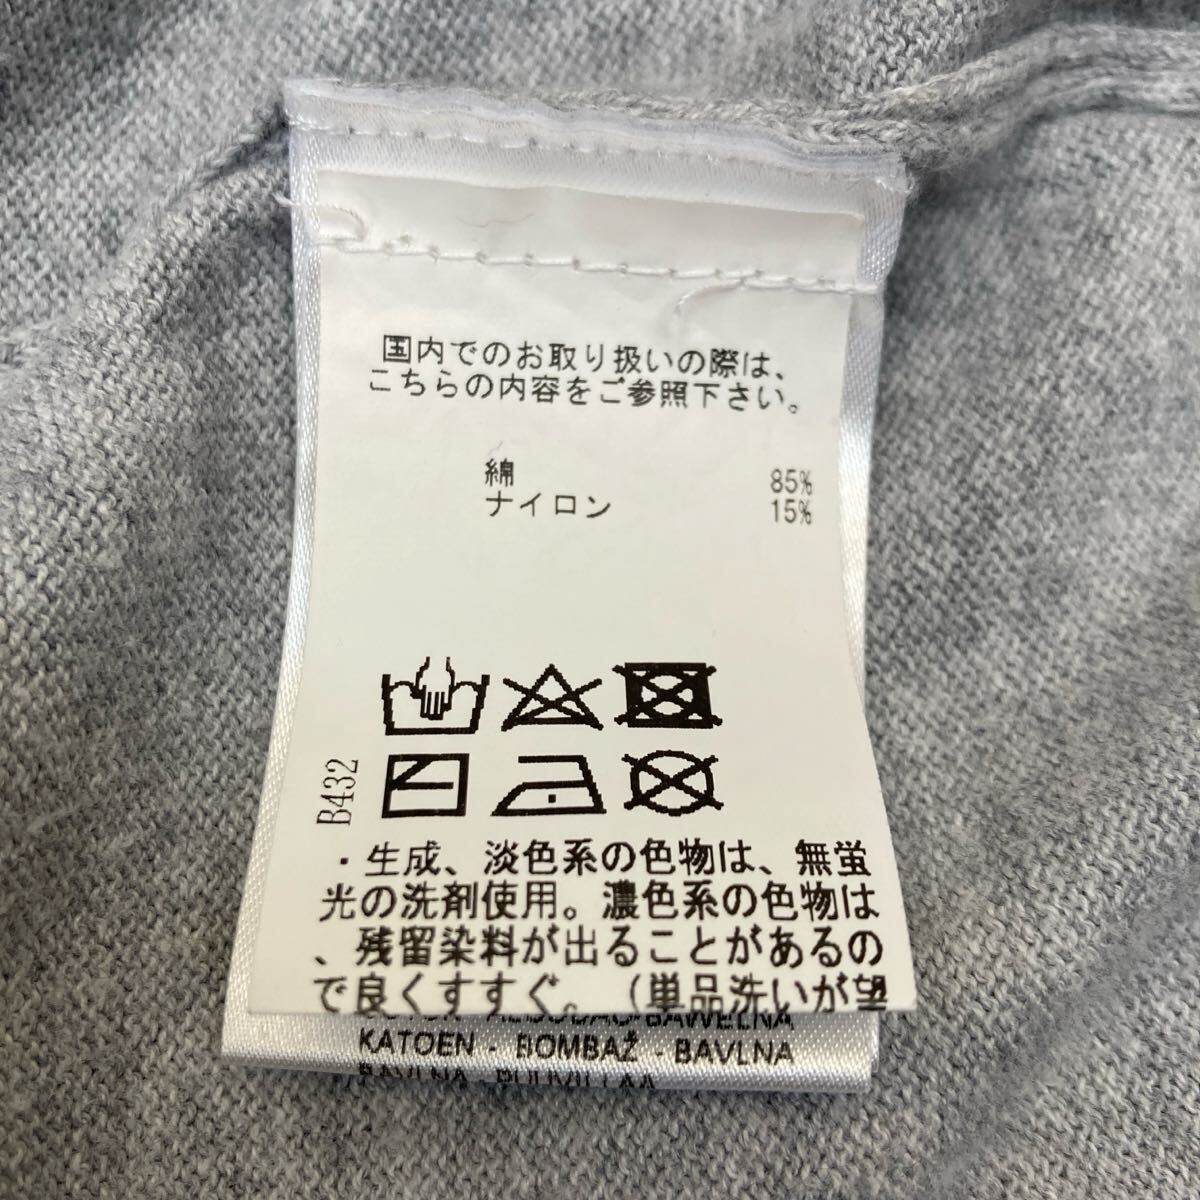 国内でのお取り扱いの際は、
こちらの内容をご参照下さい。
綿 85%
ナイロン 15%
B432
・生成、淡色系の色物は、無蛍
光の洗剤使用。濃色系の色物は
、残留染料が出ることがあるの
で良くすすぐ。（単品洗いが望
KATOEN - BOMBAŽ - BAVLNA